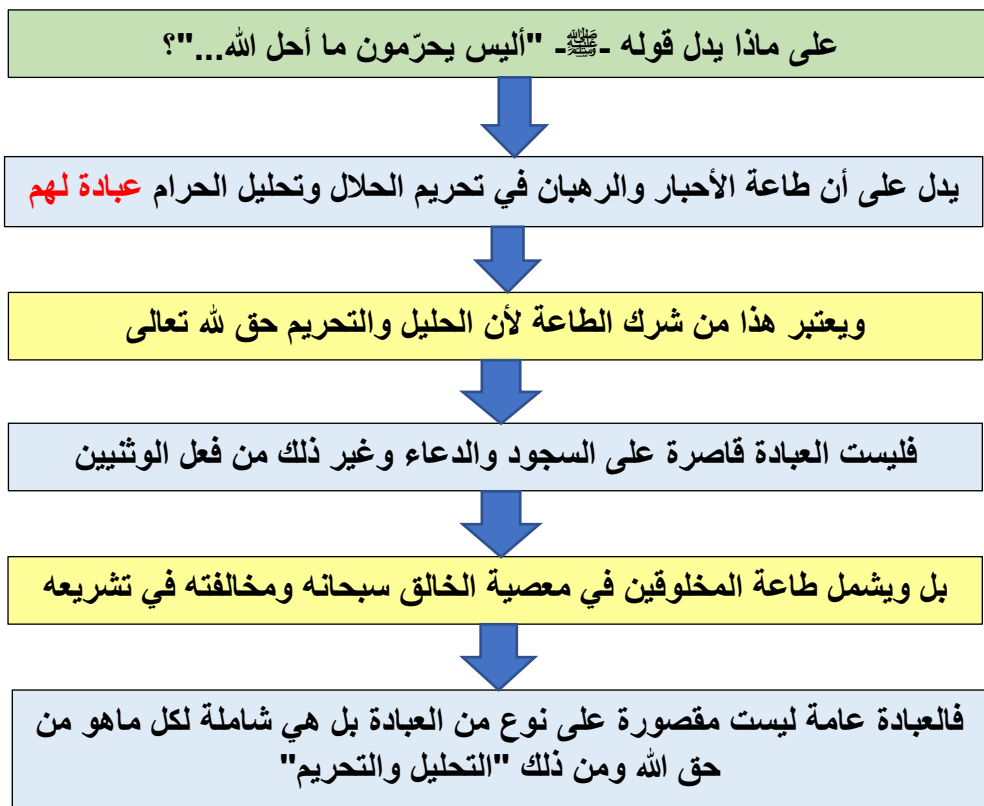 على ماذا يدل قوله -ﷺ- "أليس يحرّمون ما أحل الله..."؟
يدل على أن طاعة الأحبار والرهبان في تحريم الحلال وتحليل الحرام عبادة لهم
ويعتبر هذا من شرك الطاعة لأن الحليل والتحريم حق لله تعالى
فليست العبادة قاصرة على السجود والدعاء وغير ذلك من فعل الوثنيين
بل ويشمل طاعة المخلوقين في معصية الخالق سبحانه ومخالفته في تشريعه
فالعبادة عامة ليست مقصورة على نوع من العبادة بل هي شاملة لكل ماهو من
حق الله ومن ذلك "التحليل والتحريم"